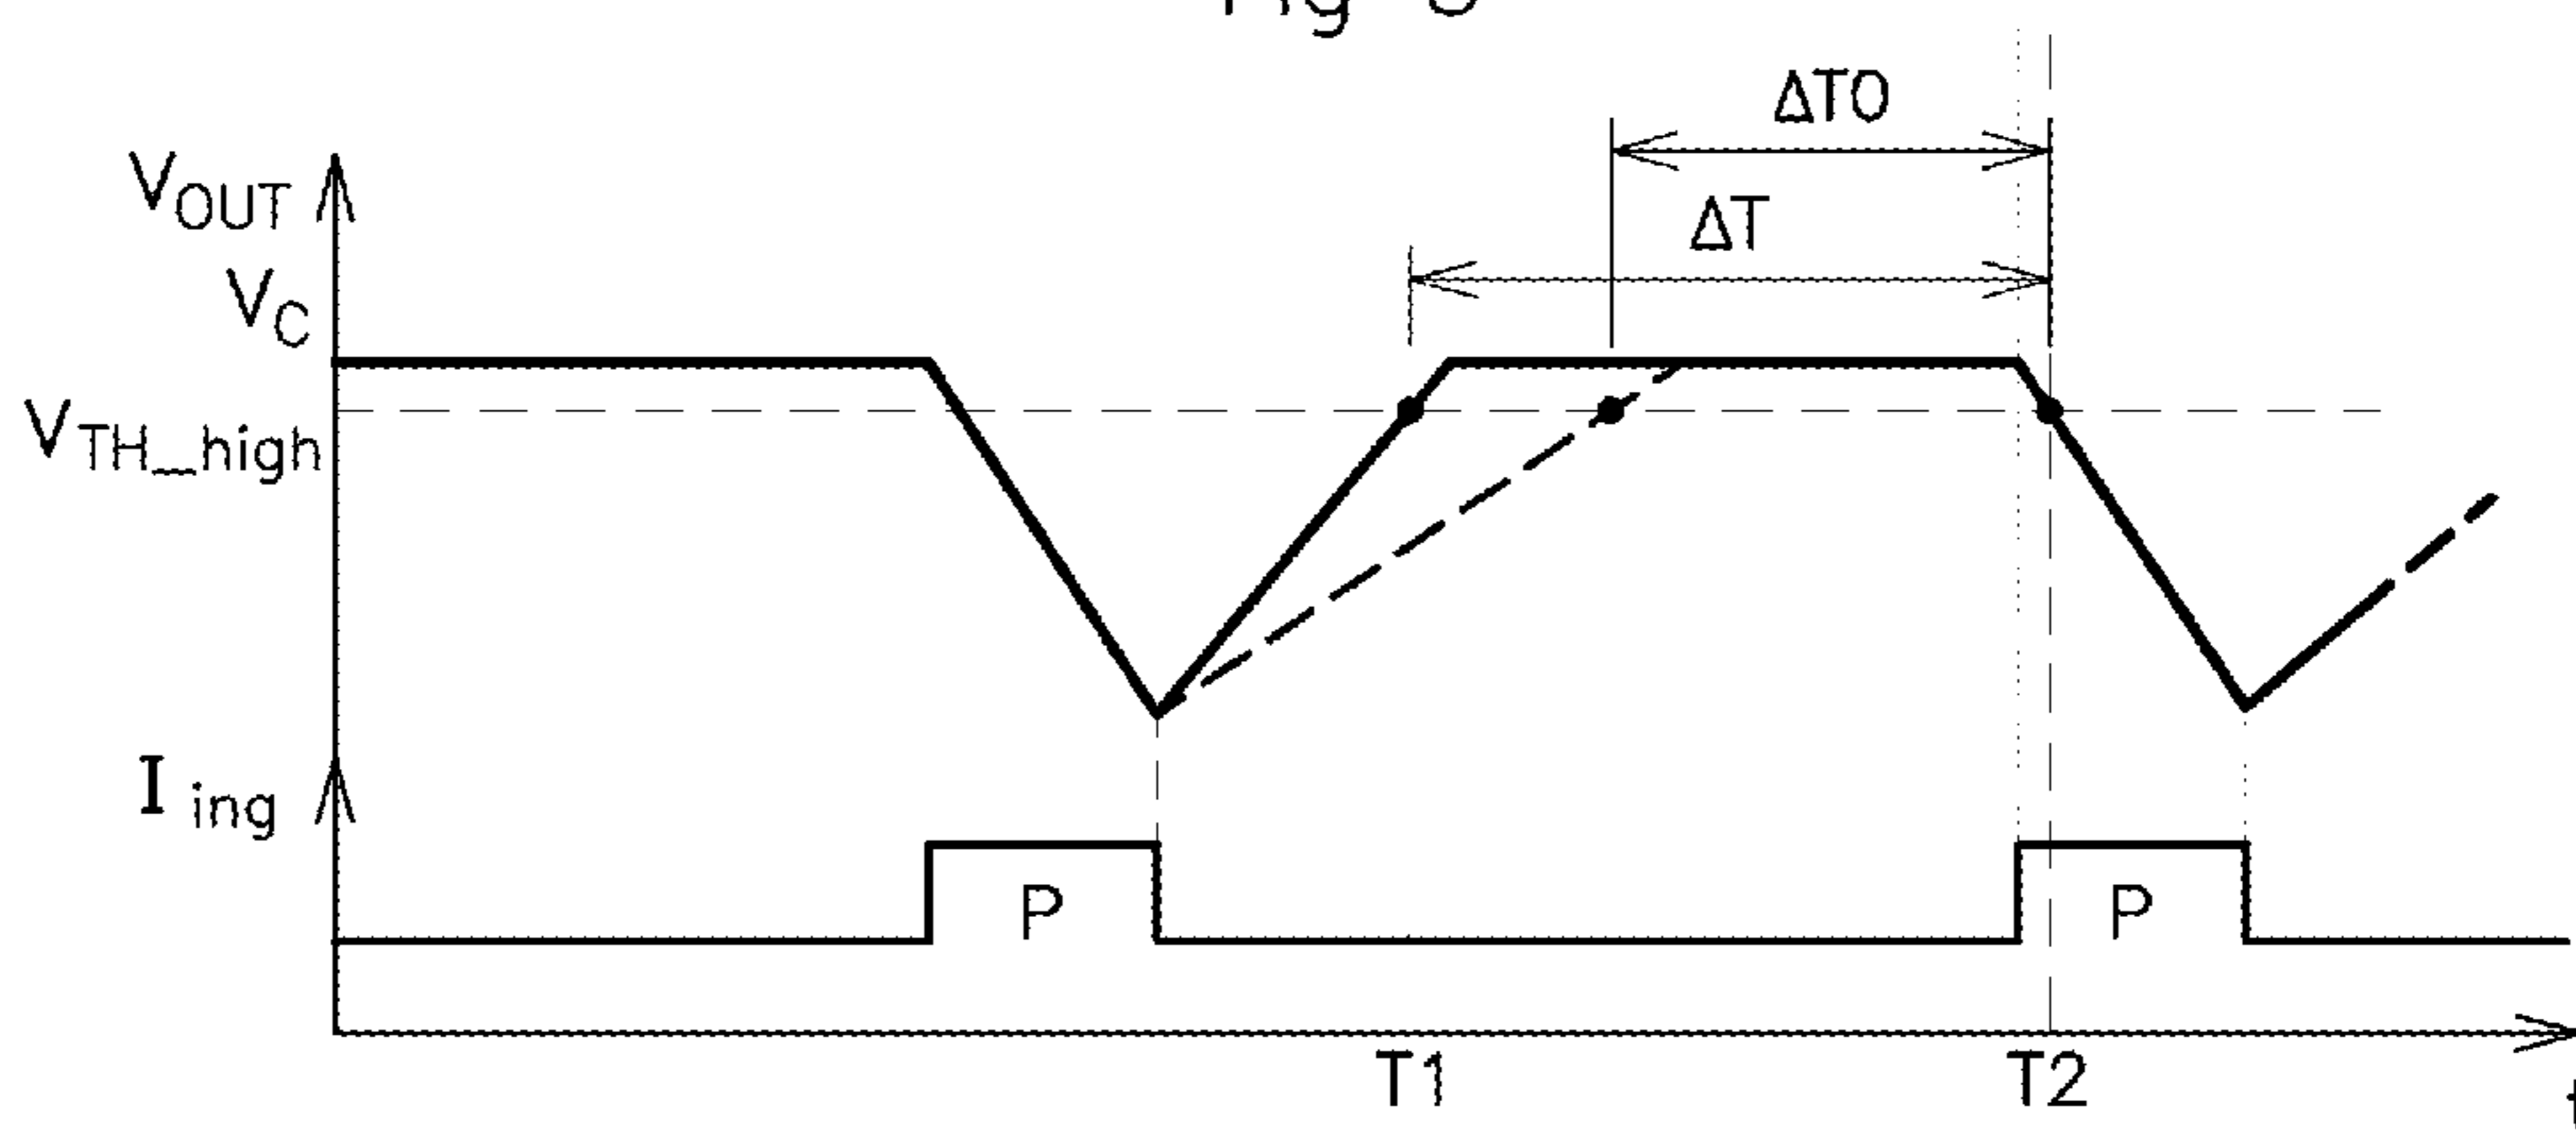 ΔT0
V_OUT
ΔT
V_C
V_TH_high
I_ing
P P
T1 T2